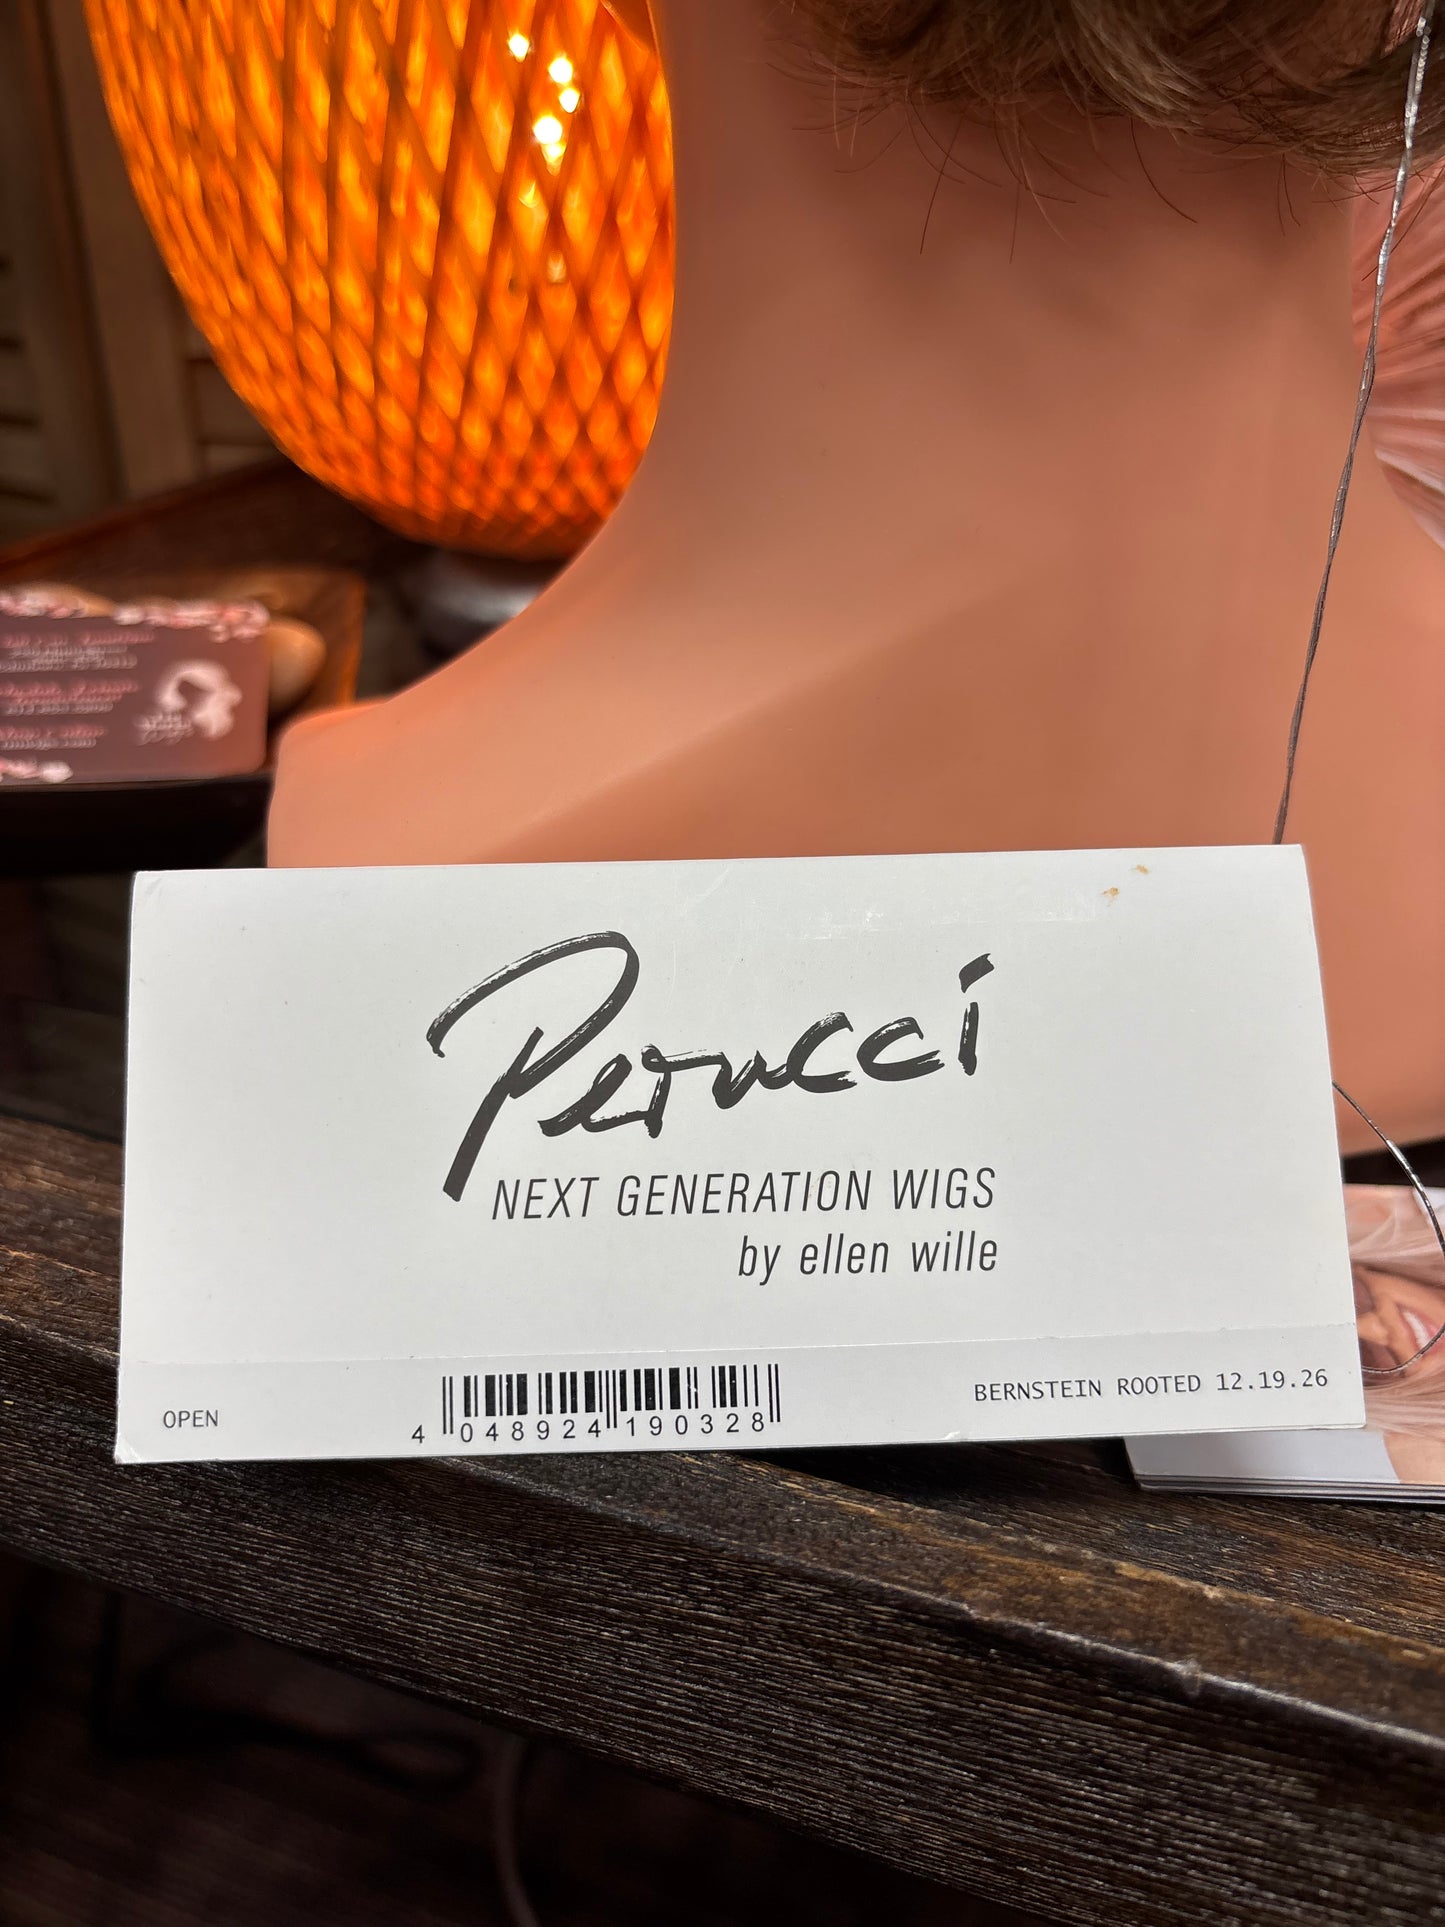 Perucci
NEXT GENERATION WIGS
by ellen wille
OPEN
4 048924 190328
BERNSTEIN ROOTED 12.19.26